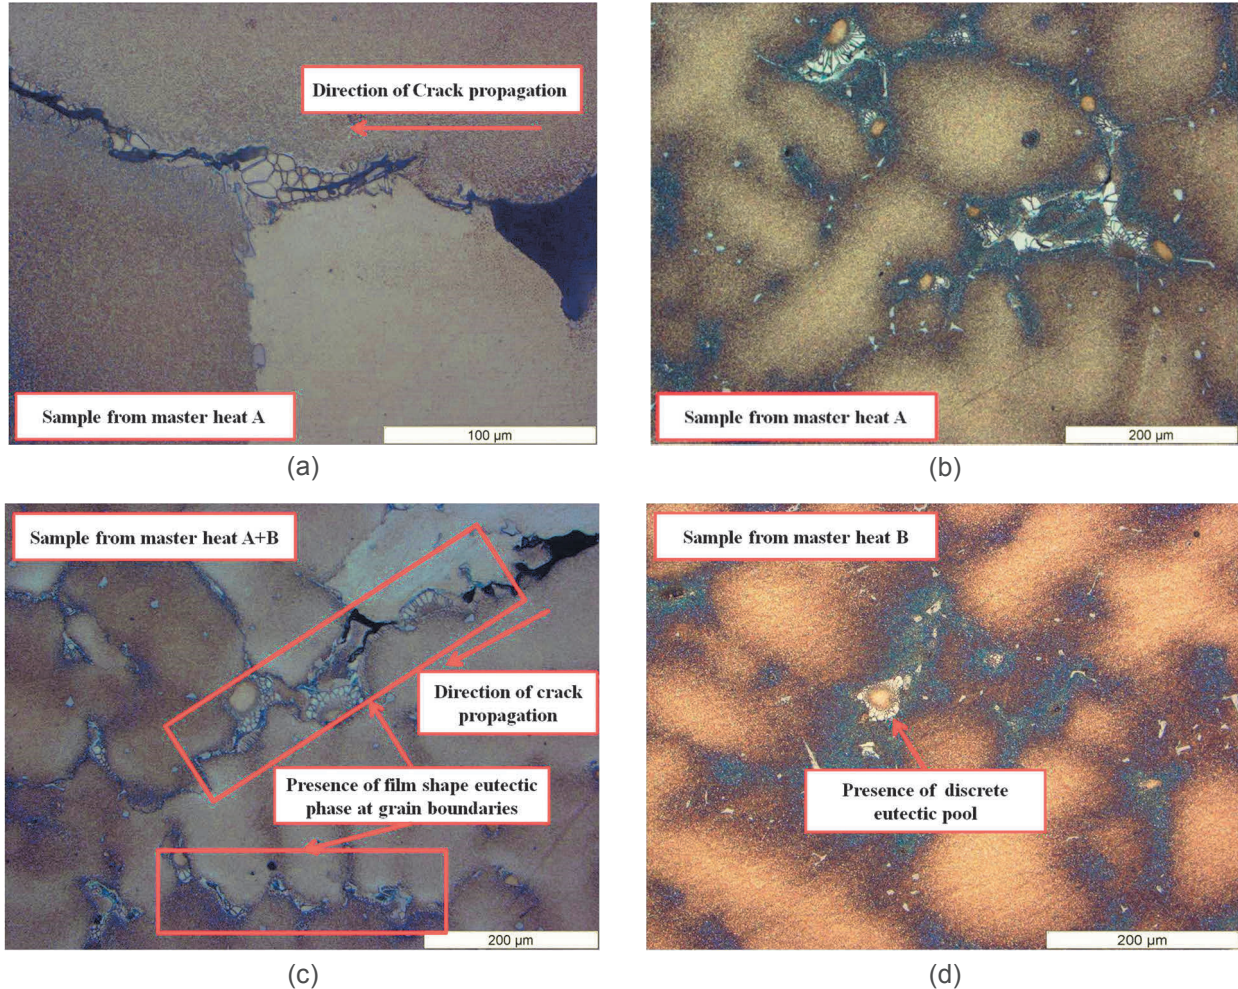 Direction of Crack propagation
Sample from master heat A
100 µm
(a)
Sample from master heat A
200 µm
(b)
Sample from master heat A+B
Direction of crack
propagation
Presence of film shape eutectic
phase at grain boundaries
200 µm
(c)
Sample from master heat B
Presence of discrete
eutectic pool
200 µm
(d)